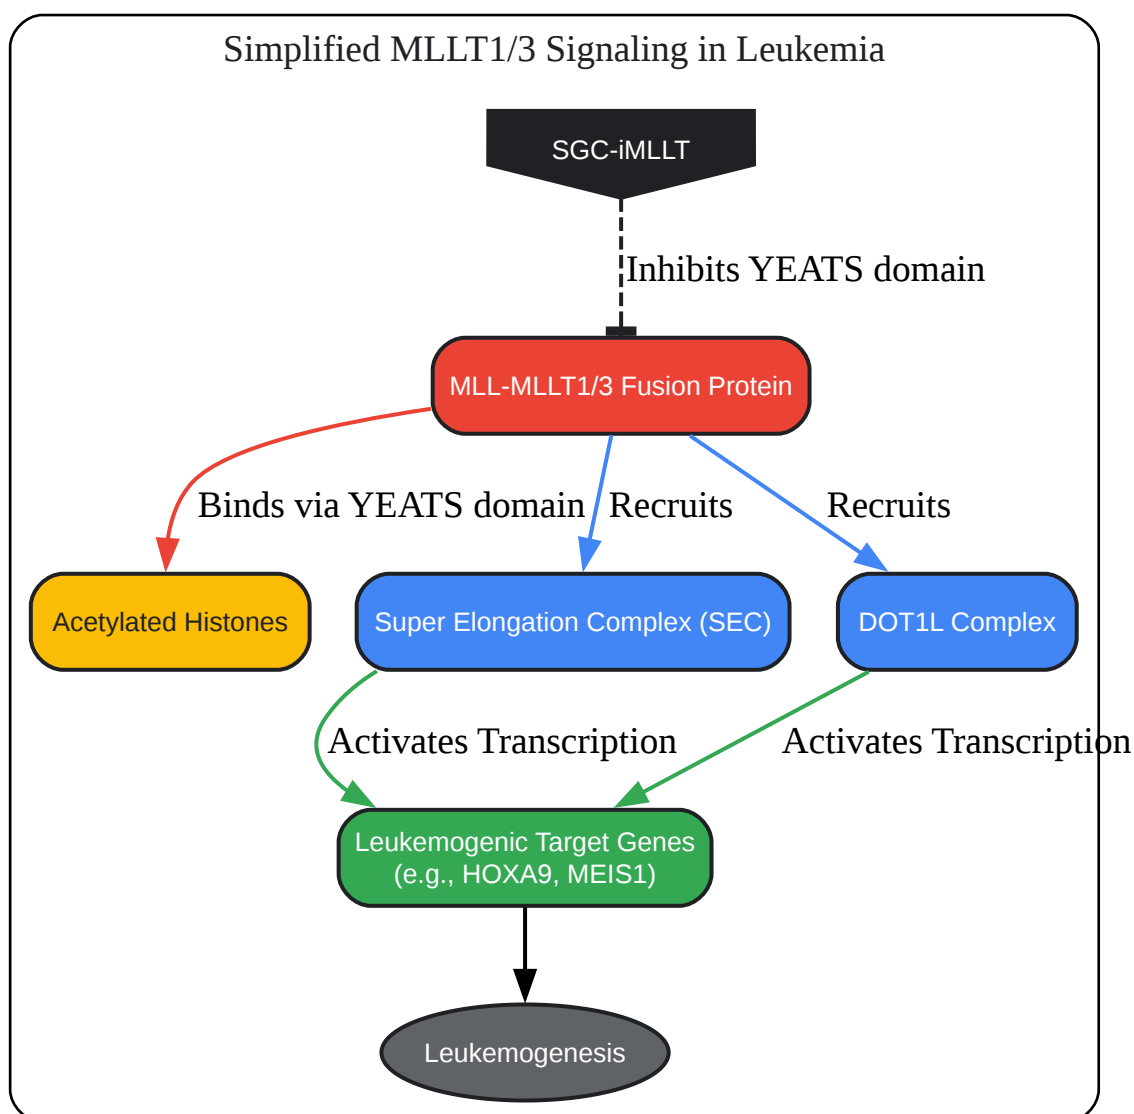 Simplified MLLT1/3 Signaling in Leukemia
SGC-iMLLT
Inhibits YEATS domain
MLL-MLLT1/3 Fusion Protein
Binds via YEATS domain
Recruits
Recruits
Acetylated Histones
Super Elongation Complex (SEC)
DOT1L Complex
Activates Transcription
Activates Transcription
Leukemogenic Target Genes
(e.g., HOXA9, MEIS1)
Leukemogenesis